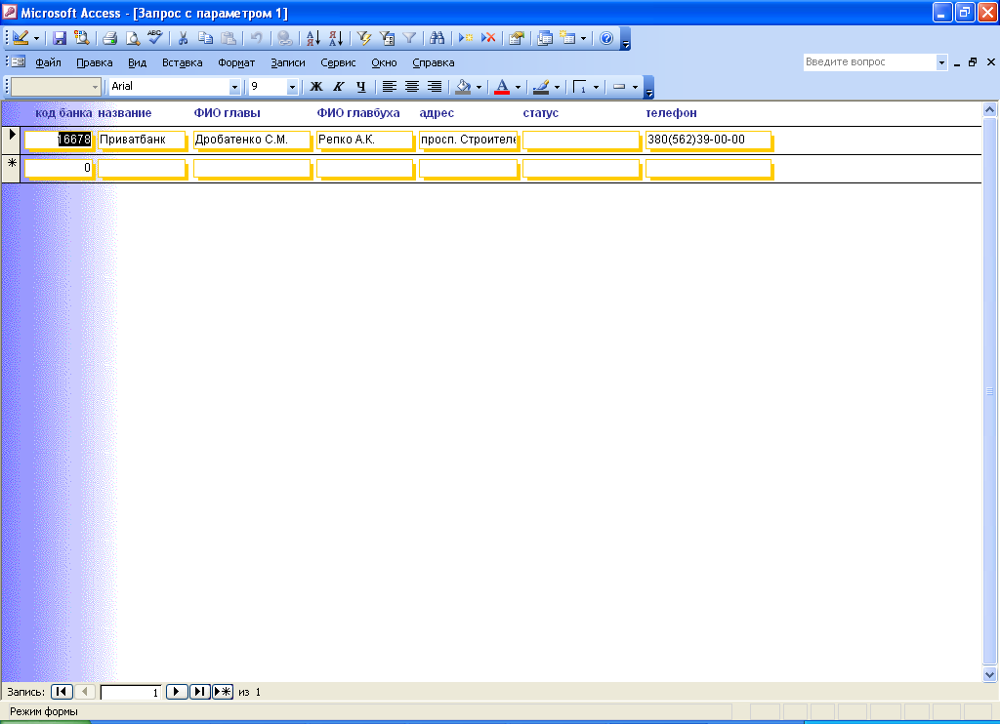 Microsoft Access - [Запрос с параметром 1]
Файл Правка Вид Вставка Формат Записи Сервис Окно Справка Введите вопрос
Arial 9 Ж К Ч
код банка название ФИО главы ФИО главбуха адрес статус телефон
16678 Приватбанк Дробатенко С.М. Репко А.К. просп. Строителе 380(562)39-00-00
0
Запись: 1 из 1
Режим формы